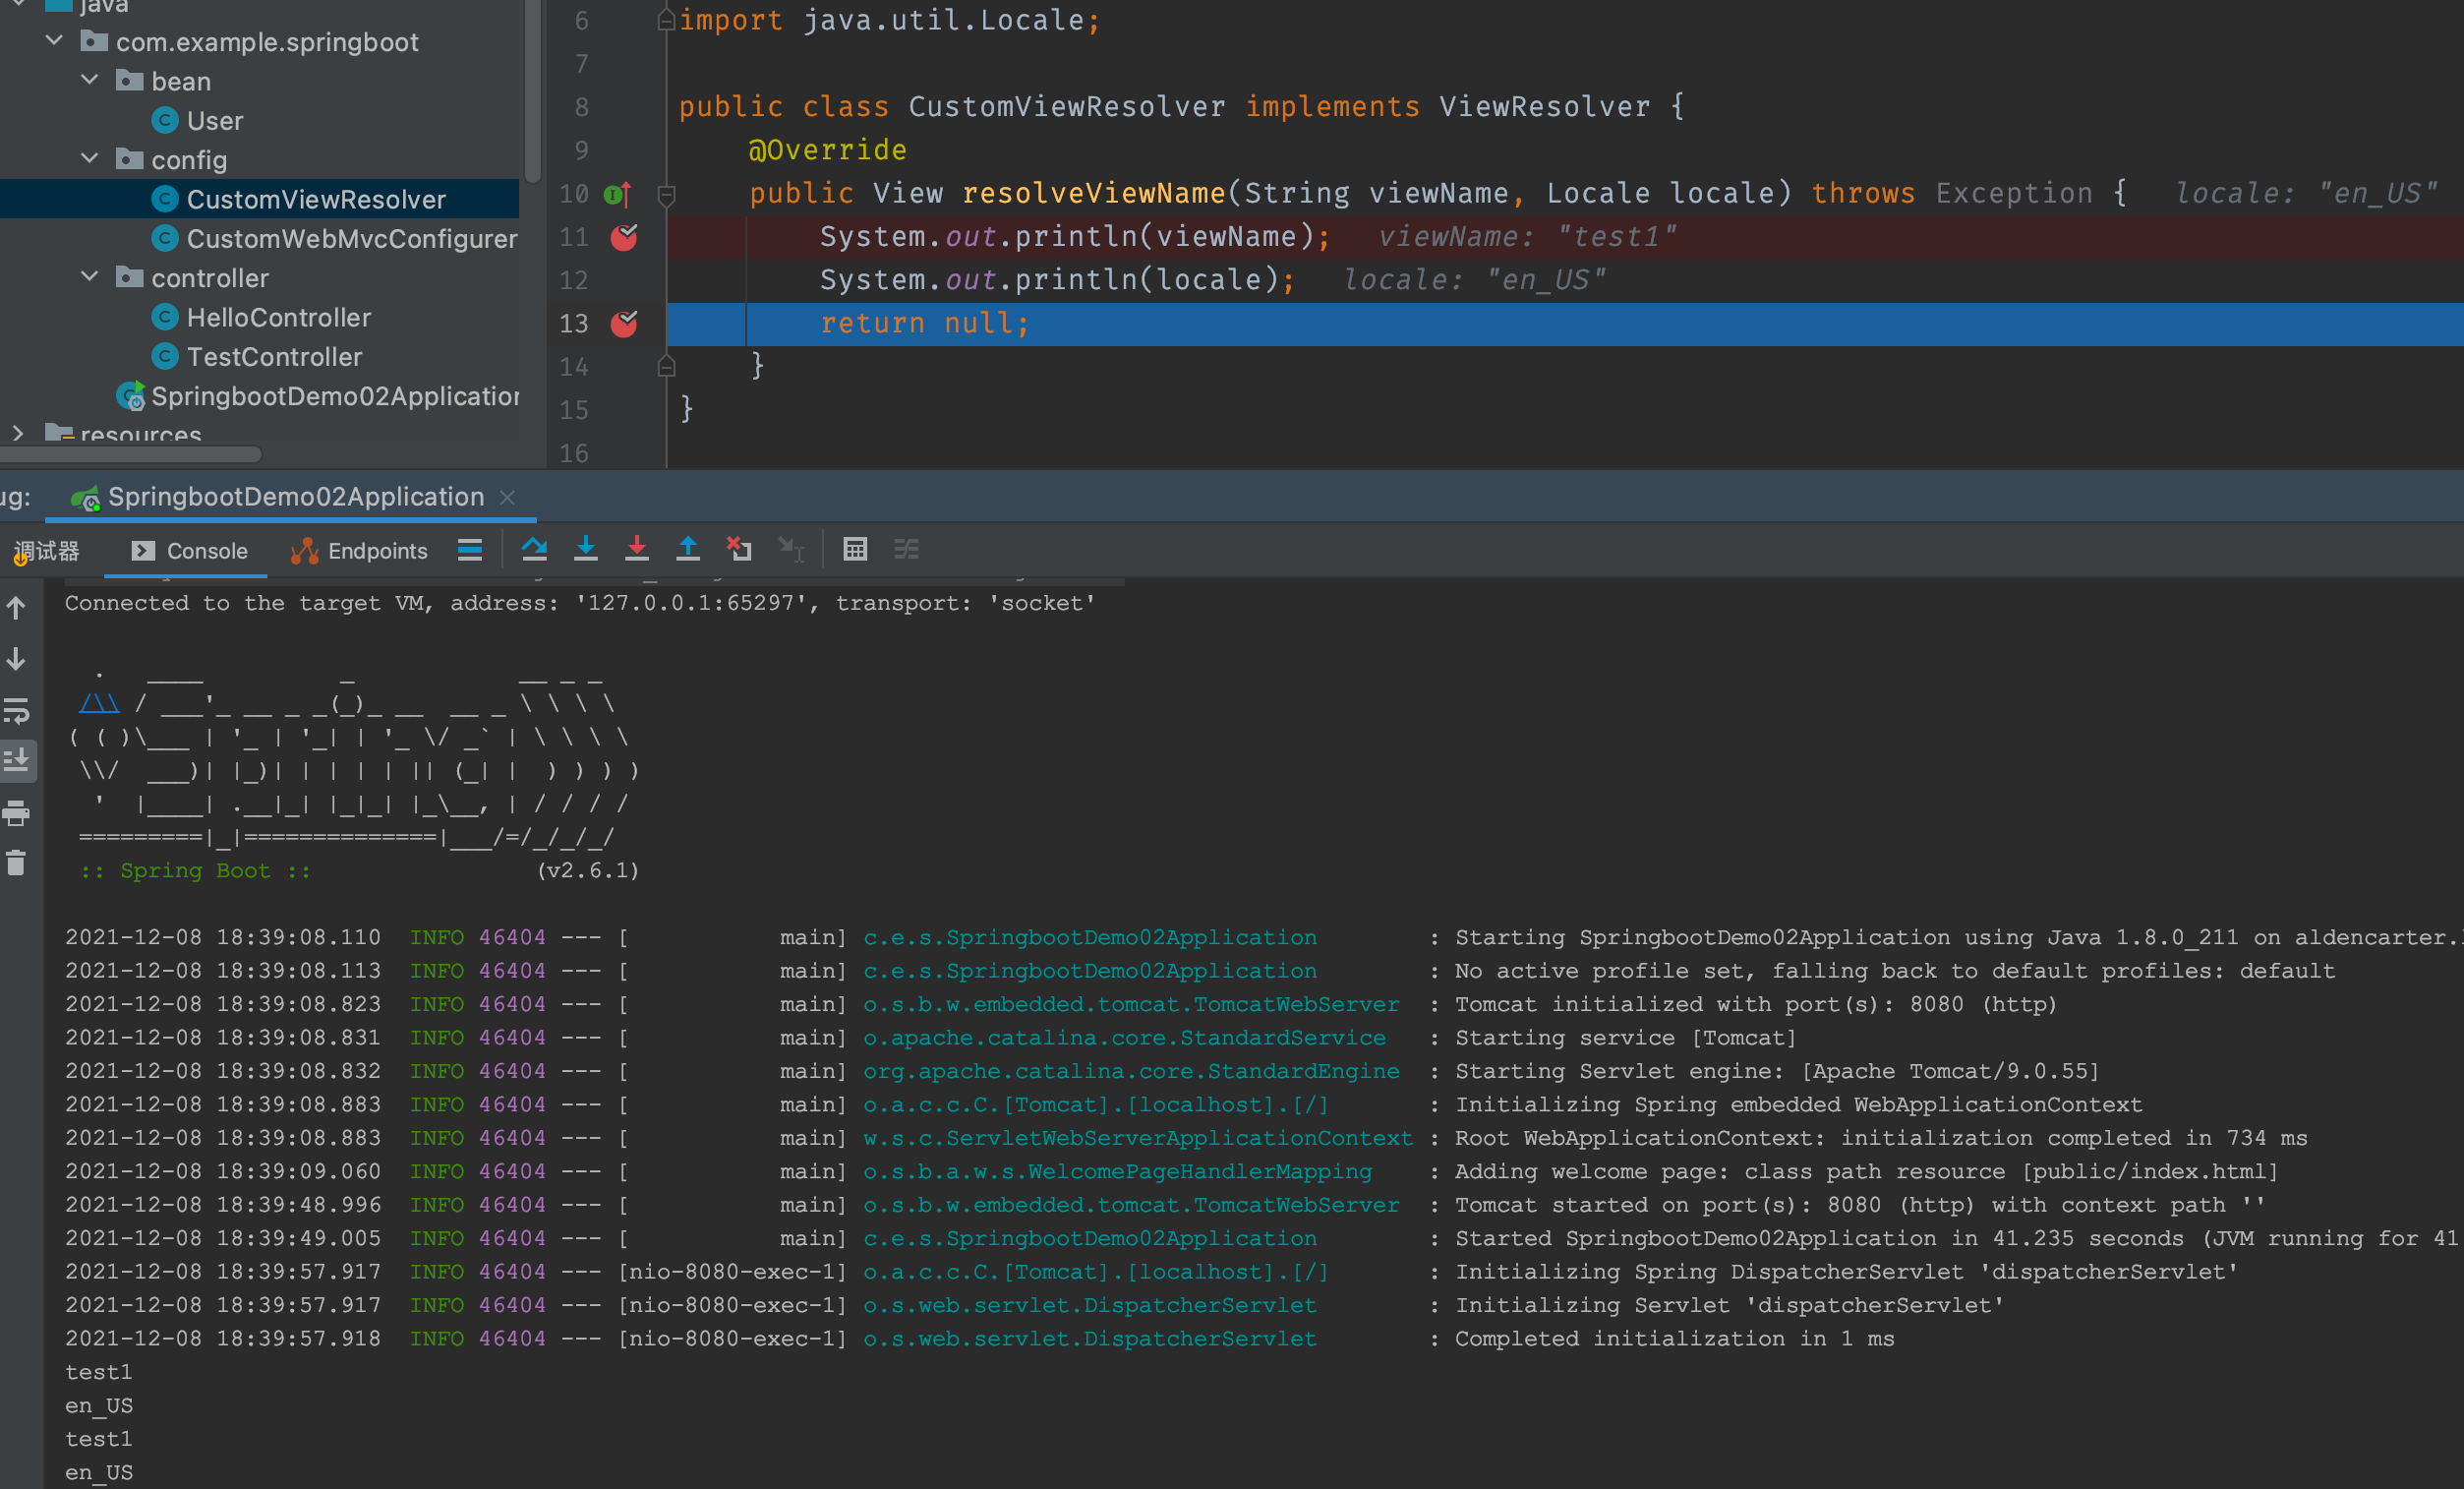 java
com.example.springboot
bean
User
config
CustomViewResolver
CustomWebMvcConfigurer
controller
HelloController
TestController
SpringbootDemo02Application
resources
6 import java.util.Locale;
7
8 public class CustomViewResolver implements ViewResolver {
9 @Override
10 public View resolveViewName(String viewName, Locale locale) throws Exception { locale: "en_US"
11 System.out.println(viewName); viewName: "test1"
12 System.out.println(locale); locale: "en_US"
13 return null;
14 }
15 }
16
ug: SpringbootDemo02Application
调试器 Console Endpoints
Connected to the target VM, address: '127.0.0.1:65297', transport: 'socket'
  .   ____          _            __ _ _
 /\\ / ___'_ __ _ _(_)_ __  __ _ \ \ \ \
( ( )\___ | '_ | '_| | '_ \/ _` | \ \ \ \
 \\/  ___)| |_)| | | | | || (_| |  ) ) ) )
  '  |____| .__|_| |_|_| |_\__, | / / / /
 =========|_|==============|___/=/_/_/_/
 :: Spring Boot :: (v2.6.1)
2021-12-08 18:39:08.110 INFO 46404 --- [ main] c.e.s.SpringbootDemo02Application : Starting SpringbootDemo02Application using Java 1.8.0_211 on aldencarter.
2021-12-08 18:39:08.113 INFO 46404 --- [ main] c.e.s.SpringbootDemo02Application : No active profile set, falling back to default profiles: default
2021-12-08 18:39:08.823 INFO 46404 --- [ main] o.s.b.w.embedded.tomcat.TomcatWebServer : Tomcat initialized with port(s): 8080 (http)
2021-12-08 18:39:08.831 INFO 46404 --- [ main] o.apache.catalina.core.StandardService : Starting service [Tomcat]
2021-12-08 18:39:08.832 INFO 46404 --- [ main] org.apache.catalina.core.StandardEngine : Starting Servlet engine: [Apache Tomcat/9.0.55]
2021-12-08 18:39:08.883 INFO 46404 --- [ main] o.a.c.c.C.[Tomcat].[localhost].[/] : Initializing Spring embedded WebApplicationContext
2021-12-08 18:39:08.883 INFO 46404 --- [ main] w.s.c.ServletWebServerApplicationContext : Root WebApplicationContext: initialization completed in 734 ms
2021-12-08 18:39:09.060 INFO 46404 --- [ main] o.s.b.a.w.s.WelcomePageHandlerMapping : Adding welcome page: class path resource [public/index.html]
2021-12-08 18:39:48.996 INFO 46404 --- [ main] o.s.b.w.embedded.tomcat.TomcatWebServer : Tomcat started on port(s): 8080 (http) with context path ''
2021-12-08 18:39:49.005 INFO 46404 --- [ main] c.e.s.SpringbootDemo02Application : Started SpringbootDemo02Application in 41.235 seconds (JVM running for 41
2021-12-08 18:39:57.917 INFO 46404 --- [nio-8080-exec-1] o.a.c.c.C.[Tomcat].[localhost].[/] : Initializing Spring DispatcherServlet 'dispatcherServlet'
2021-12-08 18:39:57.917 INFO 46404 --- [nio-8080-exec-1] o.s.web.servlet.DispatcherServlet : Initializing Servlet 'dispatcherServlet'
2021-12-08 18:39:57.918 INFO 46404 --- [nio-8080-exec-1] o.s.web.servlet.DispatcherServlet : Completed initialization in 1 ms
test1
en_US
test1
en_US